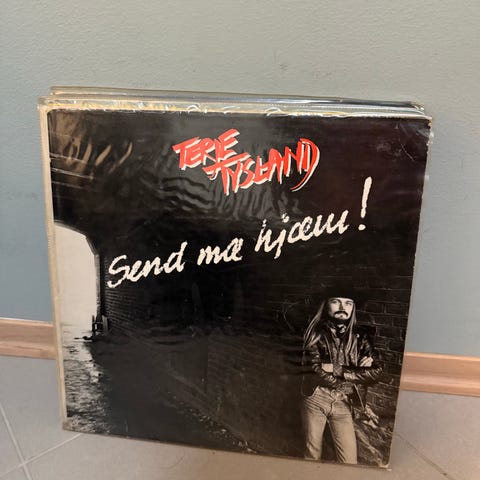 TERJE
TYSLAND
Send mæ hjæm!